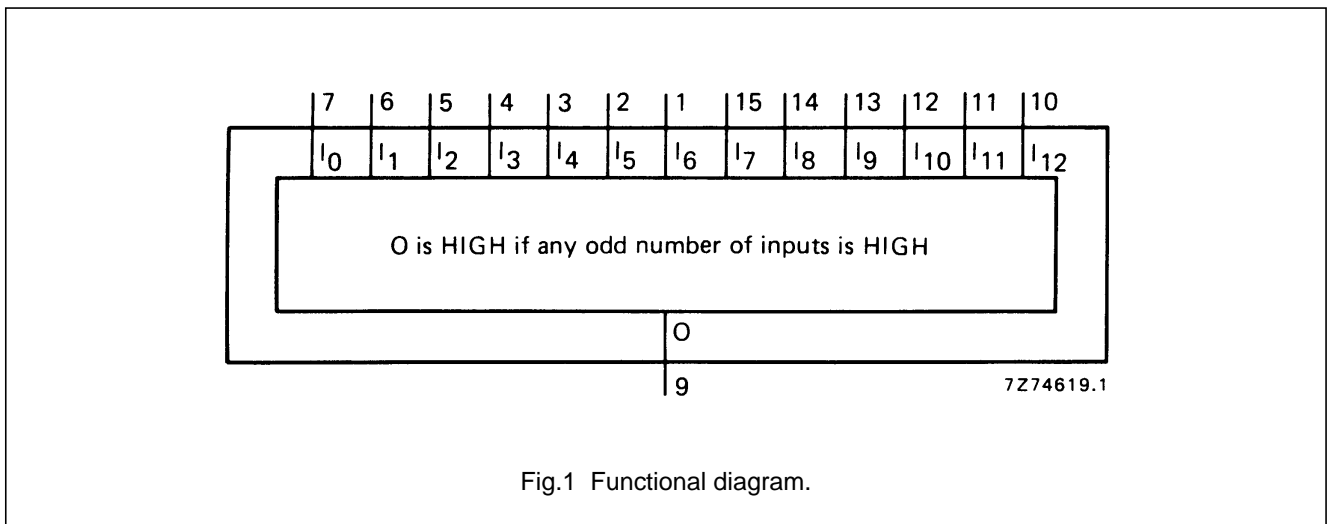 7 6 5 4 3 2 1 15 14 13 12 11 10
I0 I1 I2 I3 I4 I5 I6 I7 I8 I9 I10 I11 I12
O is HIGH if any odd number of inputs is HIGH
O
9 7Z74619.1
Fig.1 Functional diagram.